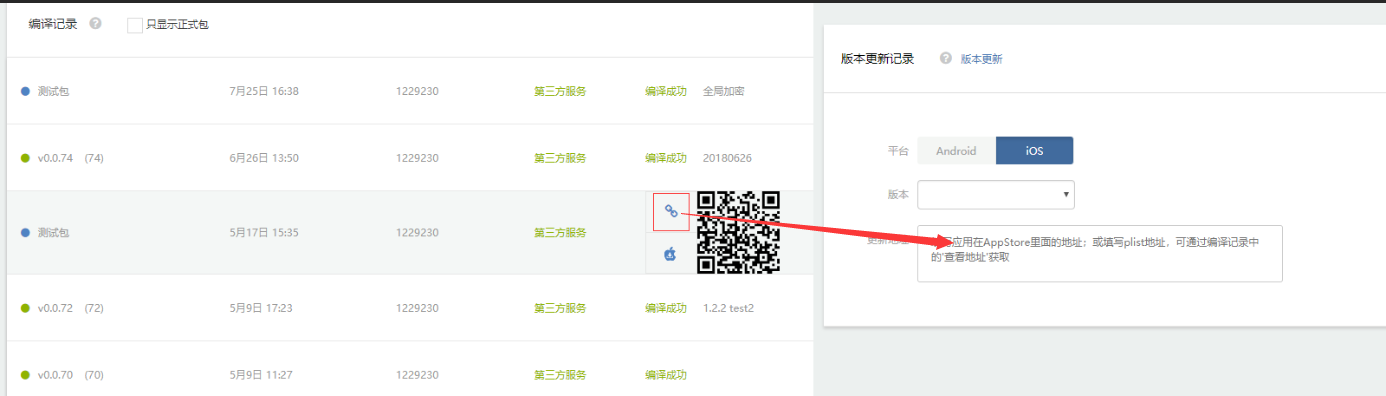 编译记录 ? 只显示正式包
测试包 7月25日 16:38 1229230 第三方服务 编译成功 全局加密
v0.0.74 (74) 6月26日 13:50 1229230 第三方服务 编译成功 20180626
测试包 5月17日 15:35 1229230 第三方服务
v0.0.72 (72) 5月9日 17:23 1229230 第三方服务 编译成功 1.2.2 test2
v0.0.70 (70) 5月9日 11:27 1229230 第三方服务 编译成功
版本更新记录 ? 版本更新
平台 Android iOS
版本
更新地
应用在AppStore里面的地址；或填写plist地址，可通过编译记录中
的'查看地址'获取